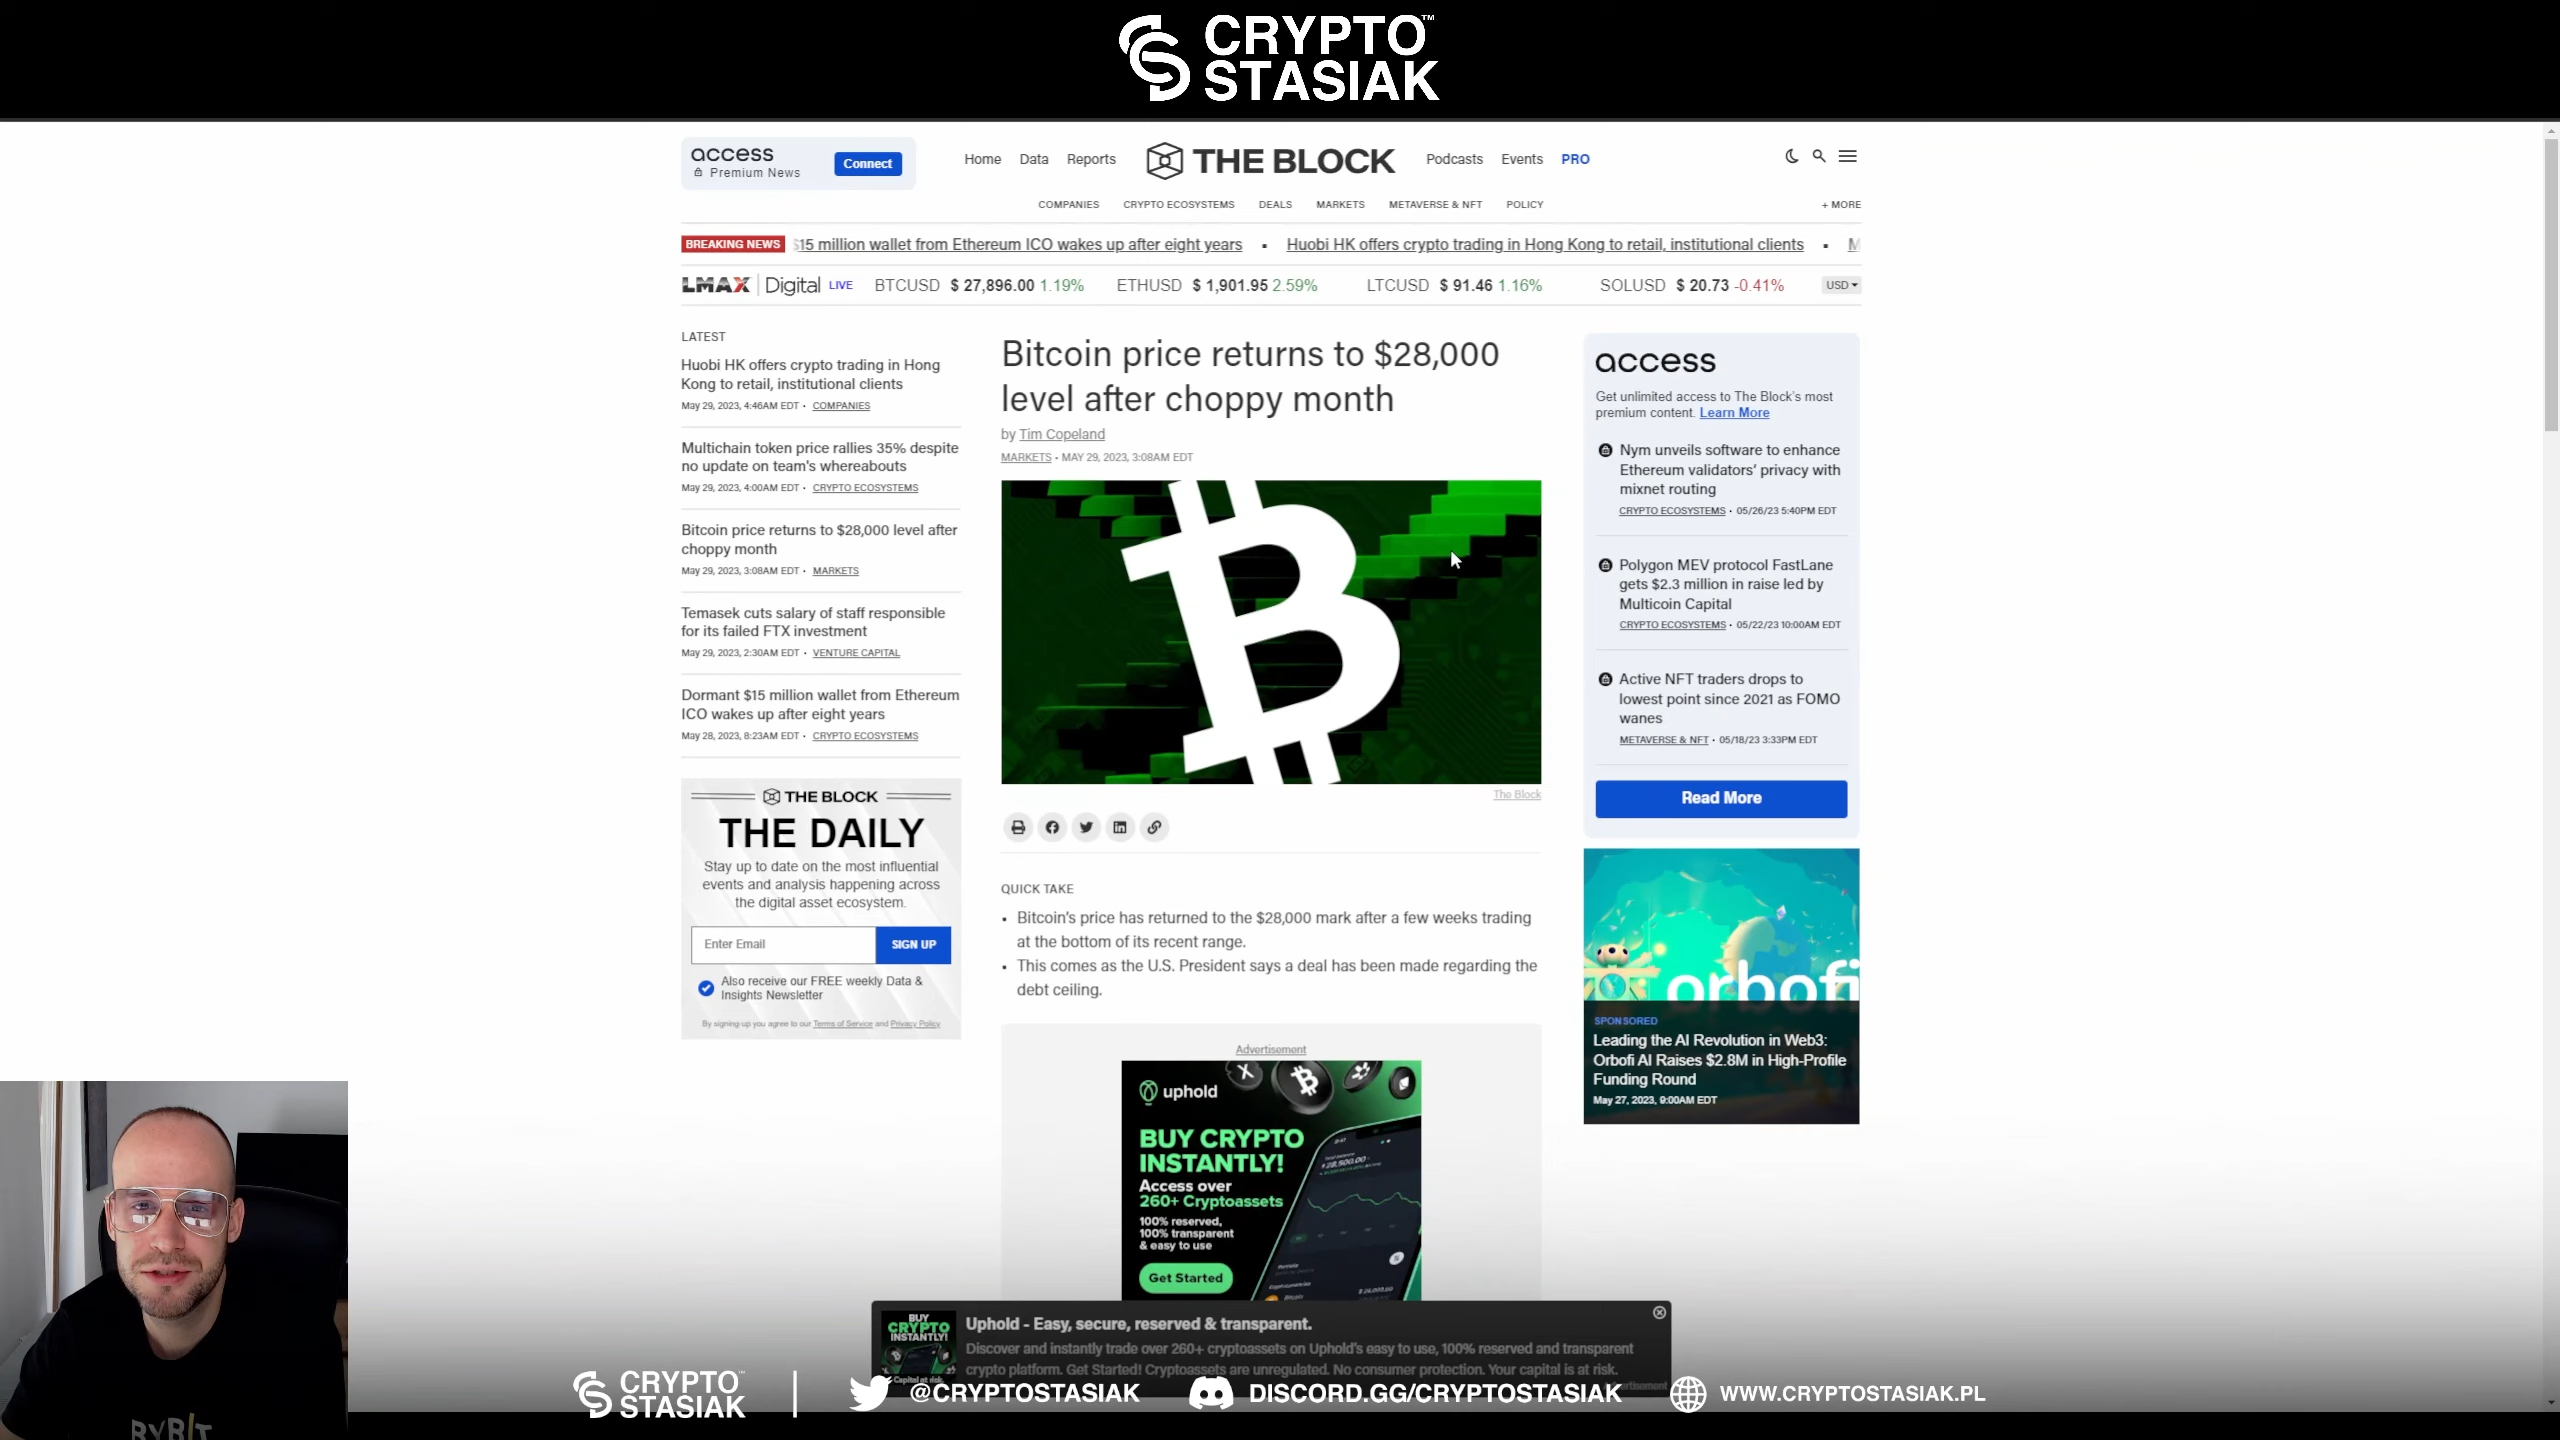 CRYPTO™
STASIAK
access
Premium News
Connect
Home Data Reports THE BLOCK Podcasts Events PRO
COMPANIES CRYPTO ECOSYSTEMS DEALS MARKETS METAVERSE & NFT POLICY + MORE
BREAKING NEWS $15 million wallet from Ethereum ICO wakes up after eight years • Huobi HK offers crypto trading in Hong Kong to retail, institutional clients • M
LMAX Digital LIVE BTCUSD $ 27,896.00 1.19% ETHUSD $ 1,901.95 2.59% LTCUSD $ 91.46 1.16% SOLUSD $ 20.73 -0.41% USD
LATEST
Huobi HK offers crypto trading in Hong
Kong to retail, institutional clients
May 29, 2023, 4:46AM EDT • COMPANIES
Multichain token price rallies 35% despite
no update on team's whereabouts
May 29, 2023, 4:00AM EDT • CRYPTO ECOSYSTEMS
Bitcoin price returns to $28,000 level after
choppy month
May 29, 2023, 3:08AM EDT • MARKETS
Temasek cuts salary of staff responsible
for its failed FTX investment
May 29, 2023, 2:30AM EDT • VENTURE CAPITAL
Dormant $15 million wallet from Ethereum
ICO wakes up after eight years
May 28, 2023, 8:23AM EDT • CRYPTO ECOSYSTEMS
THE BLOCK
THE DAILY
Stay up to date on the most influential
events and analysis happening across
the digital asset ecosystem.
Enter Email SIGN UP
Also receive our FREE weekly Data &
Insights Newsletter
By signing-up you agree to our Terms of Service and Privacy Policy
Bitcoin price returns to $28,000
level after choppy month
by Tim Copeland
MARKETS • MAY 29, 2023, 3:08AM EDT
The Block
QUICK TAKE
• Bitcoin's price has returned to the $28,000 mark after a few weeks trading
at the bottom of its recent range.
• This comes as the U.S. President says a deal has been made regarding the
debt ceiling.
Advertisement
uphold
BUY CRYPTO
INSTANTLY!
Access over
260+ Cryptoassets
100% reserved,
100% transparent
& easy to use
Get Started
access
Get unlimited access to The Block's most
premium content. Learn More
Nym unveils software to enhance
Ethereum validators' privacy with
mixnet routing
CRYPTO ECOSYSTEMS • 05/26/23 5:40PM EDT
Polygon MEV protocol FastLane
gets $2.3 million in raise led by
Multicoin Capital
CRYPTO ECOSYSTEMS • 05/22/23 10:00AM EDT
Active NFT traders drops to
lowest point since 2021 as FOMO
wanes
METAVERSE & NFT • 05/18/23 3:33PM EDT
Read More
orbofi
SPONSORED
Leading the AI Revolution in Web3:
Orbofi AI Raises $2.8M in High-Profile
Funding Round
May 27, 2023, 9:00AM EDT
BUY
CRYPTO
INSTANTLY!
Capital at risk.
Uphold - Easy, secure, reserved & transparent.
Discover and instantly trade over 260+ cryptoassets on Uphold's easy to use, 100% reserved and transparent
crypto platform. Get Started! Cryptoassets are unregulated. No consumer protection. Your capital is at risk.
BYBIT
CRYPTO™
STASIAK
@CRYPTOSTASIAK DISCORD.GG/CRYPTOSTASIAK WWW.CRYPTOSTASIAK.PL